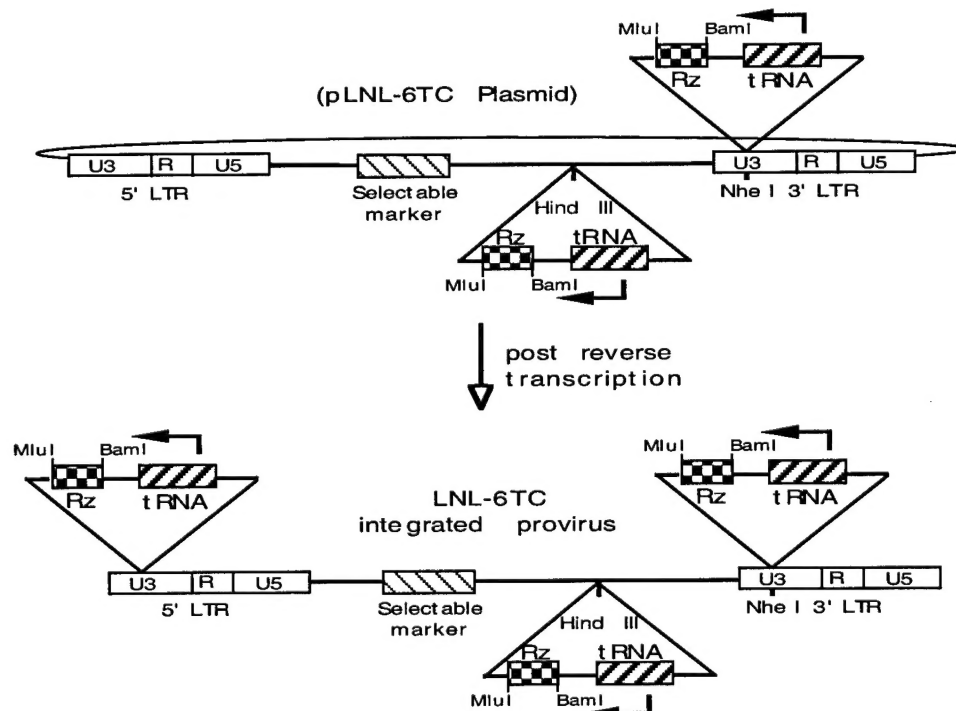 MluI BamI
Rz tRNA
(pLNL-6TC Plasmid)
U3 R U5
5' LTR
Selectable
marker
U3 R U5
Nhe I 3' LTR
Hind III
Rz tRNA
MluI BamI
post reverse
transcription
MluI BamI
Rz tRNA
MluI BamI
Rz tRNA
LNL-6TC
integrated provirus
U3 R U5
5' LTR
Selectable
marker
U3 R U5
Nhe I 3' LTR
Hind III
Rz tRNA
MluI BamI